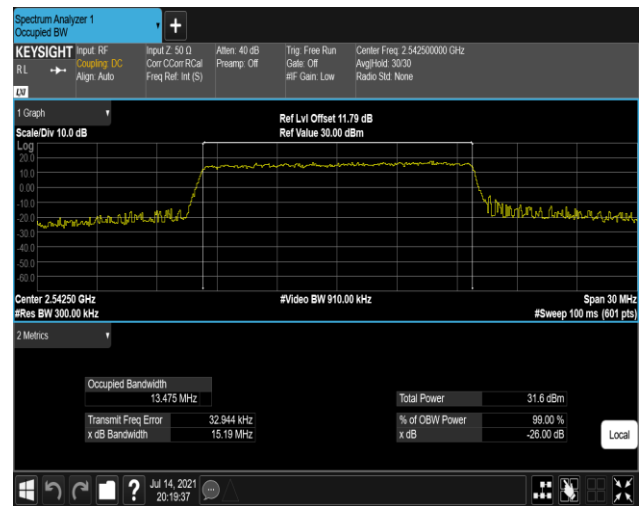 Spectrum Analyzer 1
Occupied BW
+
KEYSIGHT Input: RF Input Z: 50 Ω Atten: 40 dB Trig: Free Run Center Freq: 2.542500000 GHz
RL Coupling: DC Corr CCorr RCal Preamp: Off Gate: Off Avg|Hold: 30/30
Align: Auto Freq Ref: Int (S) #IF Gain: Low Radio Std: None
LXI
1 Graph
Ref Lvl Offset 11.79 dB
Scale/Div 10.0 dB Ref Value 30.00 dBm
Log
20.0
10.0
0.00
-10.0
-20.0
-30.0
-40.0
-50.0
-60.0
Center 2.54250 GHz #Video BW 910.00 kHz Span 30 MHz
#Res BW 300.00 kHz #Sweep 100 ms (601 pts)
2 Metrics
Occupied Bandwidth
13.475 MHz Total Power 31.6 dBm
Transmit Freq Error 32.944 kHz % of OBW Power 99.00 %
x dB Bandwidth 15.19 MHz x dB -26.00 dB
Local
? Jul 14, 2021
20:19:37